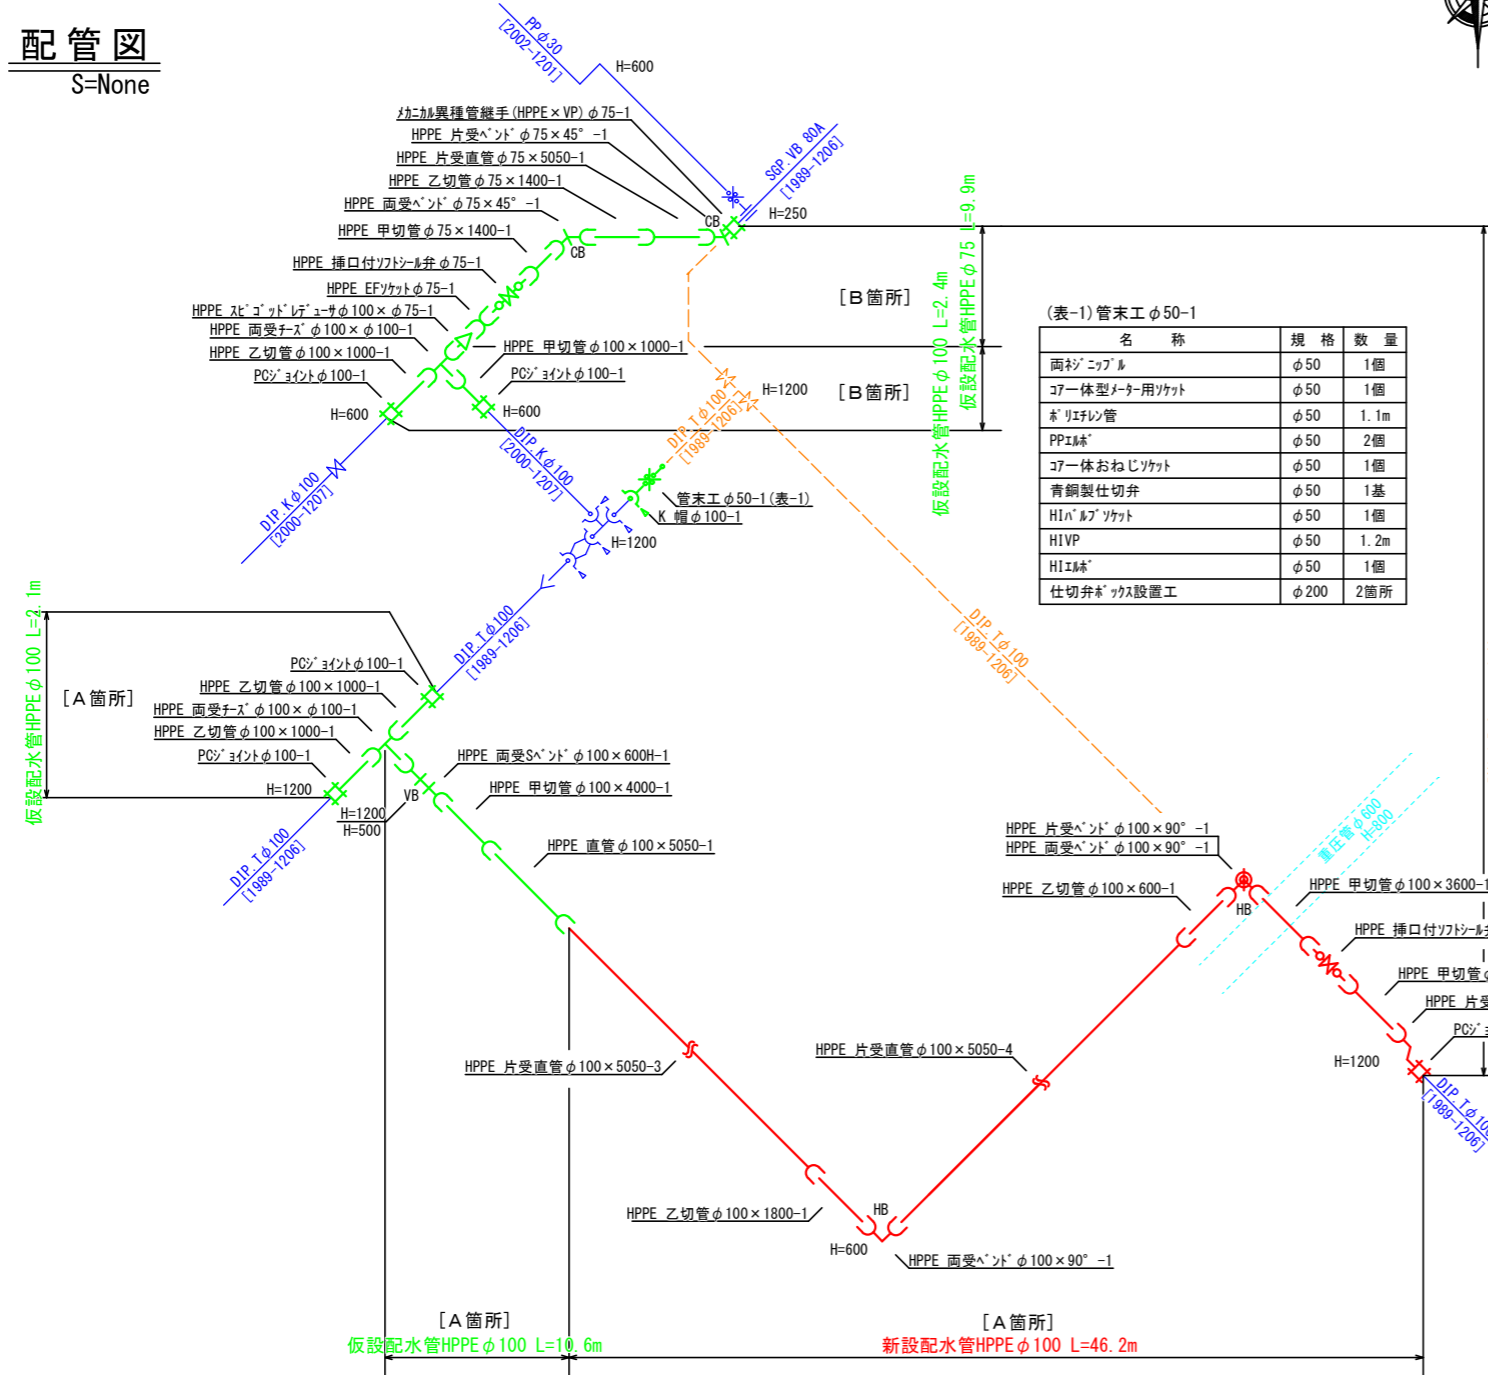 配管図
S=None
PPφ30
[2002-1201]
H=600
ﾒｶﾆｶﾙ異種管継手(HPPE×VP)φ75-1
HPPE 片受ﾍﾞﾝﾄﾞφ75×45°-1
HPPE 片受直管φ75×5050-1
HPPE 乙切管φ75×1400-1
HPPE 両受ﾍﾞﾝﾄﾞφ75×45°-1
HPPE 甲切管φ75×1400-1
HPPE 挿口付ｿﾌﾄｼｰﾙ弁φ75-1
HPPE EFｿｹｯﾄφ75-1
HPPE ｽﾋﾟｺﾞｯﾄﾞﾚﾃﾞｭｰｻφ100×φ75-1
HPPE 両受ﾁｰｽﾞφ100×φ100-1
HPPE 乙切管φ100×1000-1
PCｼﾞｮｲﾝﾄφ100-1
H=600
SGP.VB 80A
[1989-1206]
CB
H=250
CB
HPPE 甲切管φ100×1000-1
PCｼﾞｮｲﾝﾄφ100-1
H=600
[B箇所]
[B箇所]
仮設配水管HPPEφ75 L=9.9m
仮設配水管HPPEφ100 L=2.4m
H=1200
DIP.Tφ100
[1989-1206]
DIP.Kφ100
[2000-1207]
DIP.Kφ100
[2000-1207]
管末工φ50-1(表-1)
K 帽φ100-1
H=1200
(表-1)管末工φ50-1
名 称 規 格 数 量
両ﾈｼﾞﾆｯﾌﾟﾙ φ50 1個
ｺｱ一体型ﾒｰﾀｰ用ｿｹｯﾄ φ50 1個
ﾎﾟﾘｴﾁﾚﾝ管 φ50 1.1m
PPｴﾙﾎﾞ φ50 2個
ｺｱ一体おねじｿｹｯﾄ φ50 1個
青銅製仕切弁 φ50 1基
HIﾊﾞﾙﾌﾞｿｹｯﾄ φ50 1個
HIVP φ50 1.2m
HIｴﾙﾎﾞ φ50 1個
仕切弁ﾎﾞｯｸｽ設置工 φ200 2箇所
DIP.Tφ100
[1989-1206]
DIP.Tφ100
[1989-1206]
仮設配水管HPPEφ100 L=2.1m
[A箇所]
PCｼﾞｮｲﾝﾄφ100-1
HPPE 乙切管φ100×1000-1
HPPE 両受ﾁｰｽﾞφ100×φ100-1
HPPE 乙切管φ100×1000-1
PCｼﾞｮｲﾝﾄφ100-1
H=1200
H=1200
H=500
VB
DIP.Tφ100
[1989-1206]
HPPE 両受Sﾍﾞﾝﾄﾞφ100×600H-1
HPPE 甲切管φ100×4000-1
HPPE 直管φ100×5050-1
HPPE 片受ﾍﾞﾝﾄﾞφ100×90°-1
HPPE 両受ﾍﾞﾝﾄﾞφ100×90°-1
HPPE 乙切管φ100×600-1
HB
重圧管φ600
H=800
HPPE 甲切管φ100×3600-1
HPPE 挿口付ｿﾌﾄｼｰﾙ弁
HPPE 甲切管φ
HPPE 片受
PCｼﾞｮ
H=1200
DIP.Tφ100
[1989-1206]
HPPE 片受直管φ100×5050-3
HPPE 片受直管φ100×5050-4
HPPE 乙切管φ100×1800-1
HB
H=600
HPPE 両受ﾍﾞﾝﾄﾞφ100×90°-1
[A箇所]
仮設配水管HPPEφ100 L=10.6m
[A箇所]
新設配水管HPPEφ100 L=46.2m